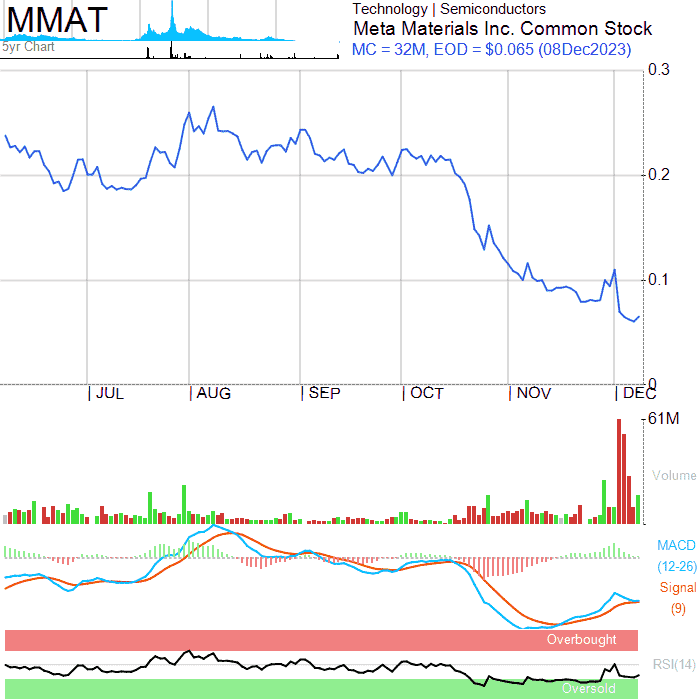 MMAT
5yr Chart
Technology | Semiconductors
Meta Materials Inc. Common Stock
MC = 32M, EOD = $0.065 (08Dec2023)
0.3
0.2
0.1
0
JUL
AUG
SEP
OCT
NOV
DEC
61M
Volume
MACD
(12-26)
Signal
(9)
Overbought
RSI(14)
Oversold